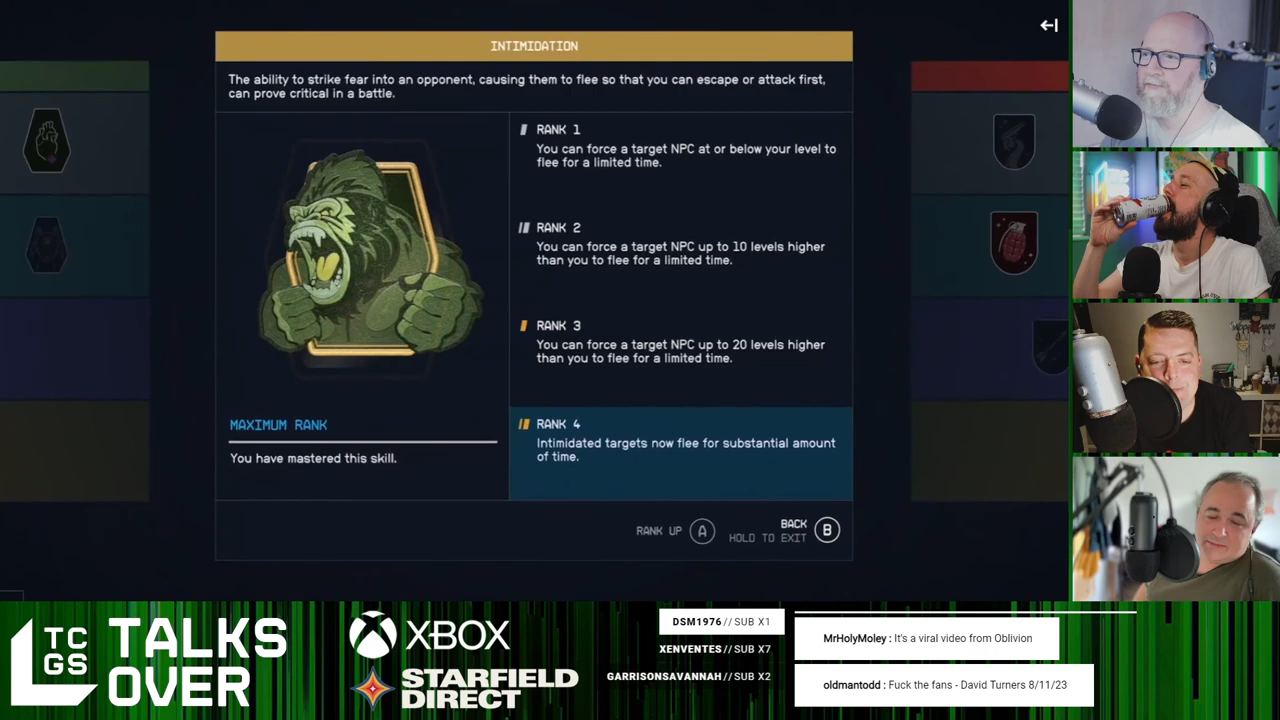 INTIMIDATION
The ability to strike fear into an opponent, causing them to flee so that you can escape or attack first,
can prove critical in a battle.
RANK 1
You can force a target NPC at or below your level to
flee for a limited time.
RANK 2
You can force a target NPC up to 10 levels higher
than you to flee for a limited time.
RANK 3
You can force a target NPC up to 20 levels higher
than you to flee for a limited time.
MAXIMUM RANK
You have mastered this skill.
RANK 4
Intimidated targets now flee for substantial amount
of time.
RANK UP A
BACK
HOLD TO EXIT
B
TC
GS
TALKS
OVER
XBOX
STARFIELD
DIRECT
DSM1976 // SUB X1
XENVENTES // SUB X7
GARRISONSAVANNAH // SUB X2
MrHolyMoley : It's a viral video from Oblivion
oldmantodd : Fuck the fans - David Turners 8/11/23